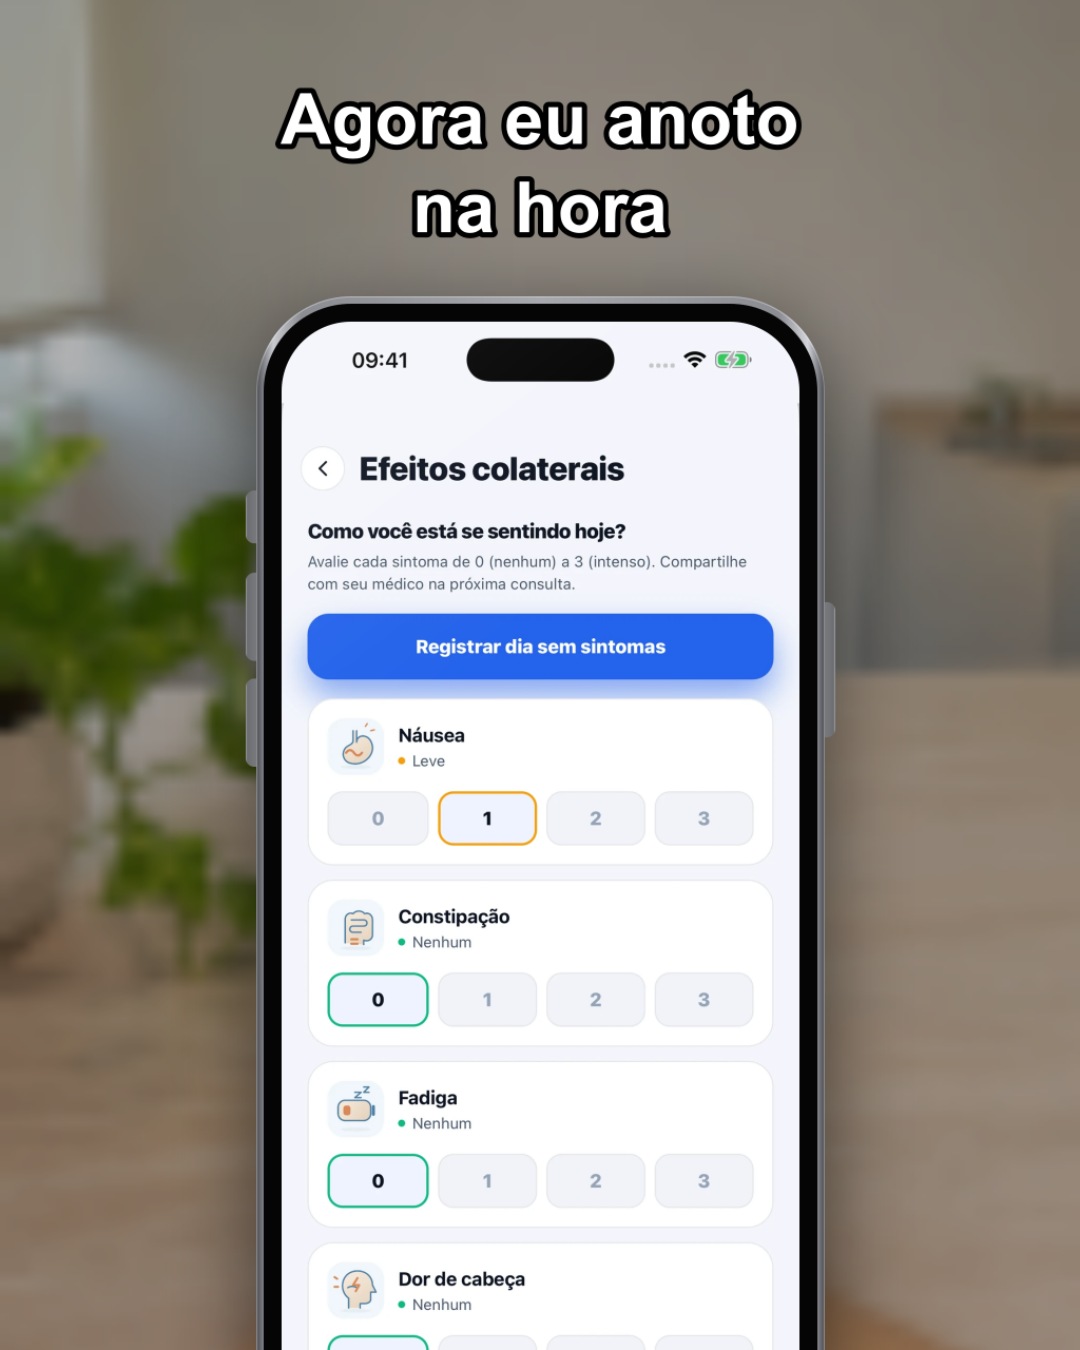 Agora eu anoto
na hora
09:41
Efeitos colaterais
Como você está se sentindo hoje?
Avalie cada sintoma de 0 (nenhum) a 3 (intenso). Compartilhe
com seu médico na próxima consulta.
Registrar dia sem sintomas
Náusea
Leve
0 1 2 3
Constipação
Nenhum
0 1 2 3
Fadiga
zz
Nenhum
0 1 2 3
Dor de cabeça
Nenhum